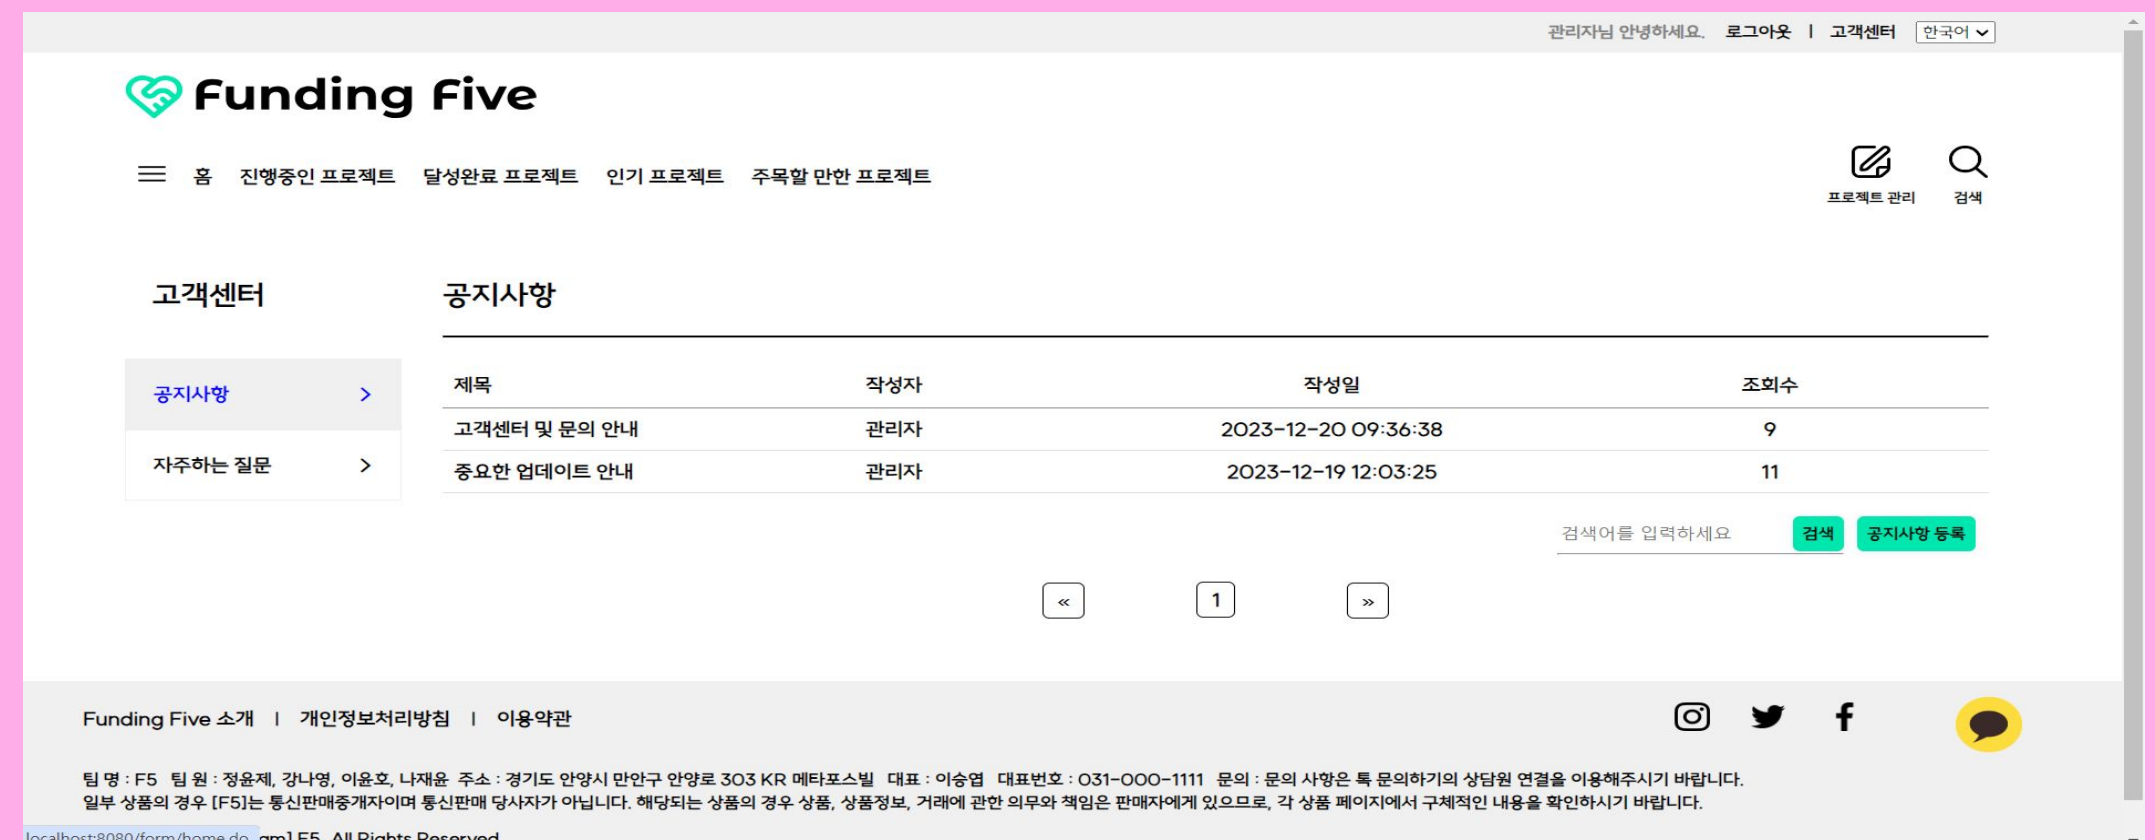 관리자님 안녕하세요. 로그아웃 | 고객센터 한국어
Funding Five
홈 진행중인 프로젝트 달성완료 프로젝트 인기 프로젝트 주목할 만한 프로젝트
프로젝트 관리 검색
고객센터
공지사항 >
자주하는 질문 >
공지사항
제목 작성자 작성일 조회수
고객센터 및 문의 안내 관리자 2023-12-20 09:36:38 9
중요한 업데이트 안내 관리자 2023-12-19 12:03:25 11
검색어를 입력하세요 검색 공지사항 등록
« 1 »
Funding Five 소개 | 개인정보처리방침 | 이용약관
팀 명 : F5 팀 원 : 정윤제, 강나영, 이윤호, 나재윤 주소 : 경기도 안양시 만안구 안양로 303 KR 메타포스빌 대표 : 이승엽 대표번호 : 031-000-1111 문의 : 문의 사항은 톡 문의하기의 상담원 연결을 이용해주시기 바랍니다.
일부 상품의 경우 [F5]는 통신판매중개자이며 통신판매 당사자가 아닙니다. 해당되는 상품의 경우 상품, 상품정보, 거래에 관한 의무와 책임은 판매자에게 있으므로, 각 상품 페이지에서 구체적인 내용을 확인하시기 바랍니다.
localhost:8080/form/home.do am] F5. All Rights Reserved